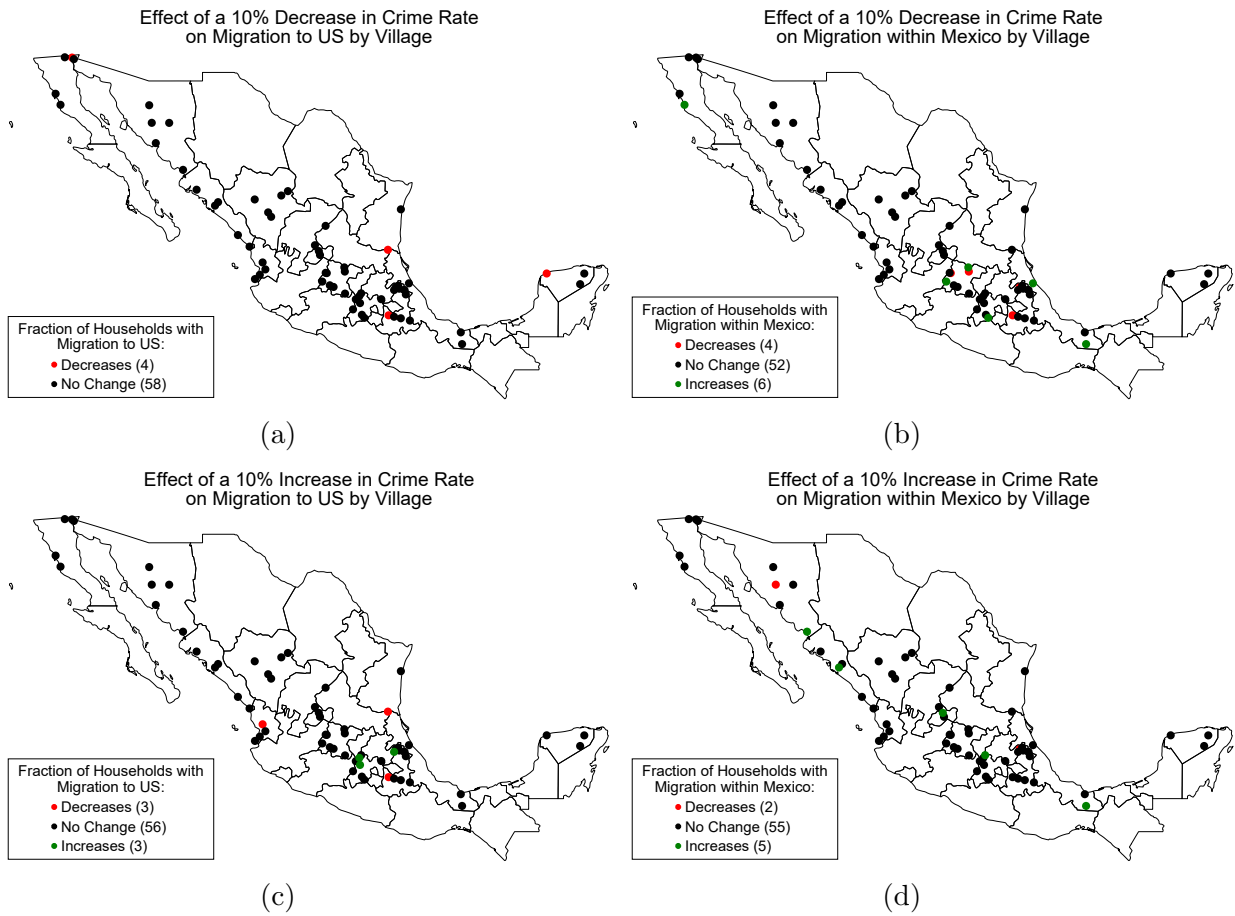 Effect of a 10% Decrease in Crime Rate
on Migration to US by Village
Fraction of Households with
Migration to US:
Decreases (4)
No Change (58)
(a)
Effect of a 10% Decrease in Crime Rate
on Migration within Mexico by Village
Fraction of Households with
Migration within Mexico:
Decreases (4)
No Change (52)
Increases (6)
(b)
Effect of a 10% Increase in Crime Rate
on Migration to US by Village
Fraction of Households with
Migration to US:
Decreases (3)
No Change (56)
Increases (3)
(c)
Effect of a 10% Increase in Crime Rate
on Migration within Mexico by Village
Fraction of Households with
Migration within Mexico:
Decreases (2)
No Change (55)
Increases (5)
(d)